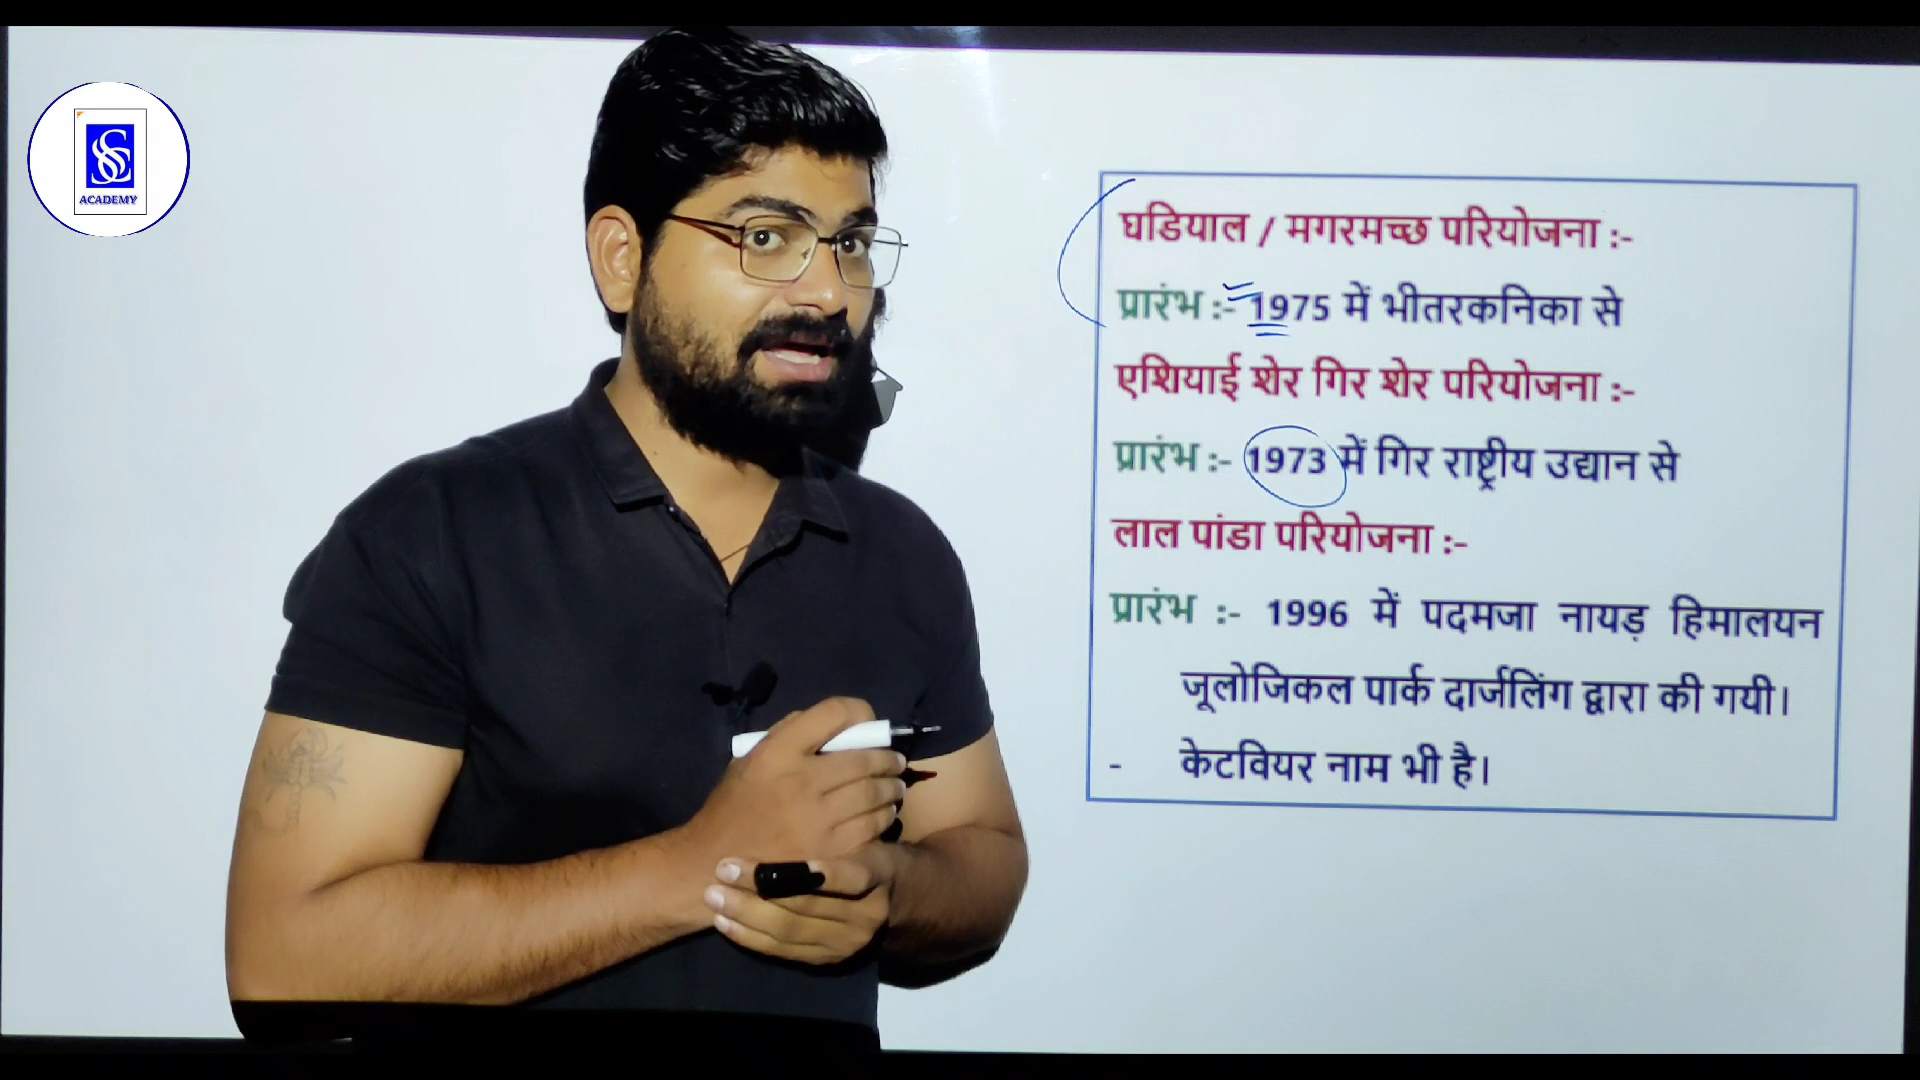 SSC
ACADEMY
घडियाल / मगरमच्छ परियोजना :-
प्रारंभ :- 1975 में भीतरकनिका से
एशियाई शेर गिर शेर परियोजना :-
प्रारंभ :- 1973 में गिर राष्ट्रीय उद्यान से
लाल पांडा परियोजना :-
प्रारंभ :- 1996 में पदमजा नायड़ हिमालयन
जूलोजिकल पार्क दार्जलिंग द्वारा की गयी।
- केटवियर नाम भी है।